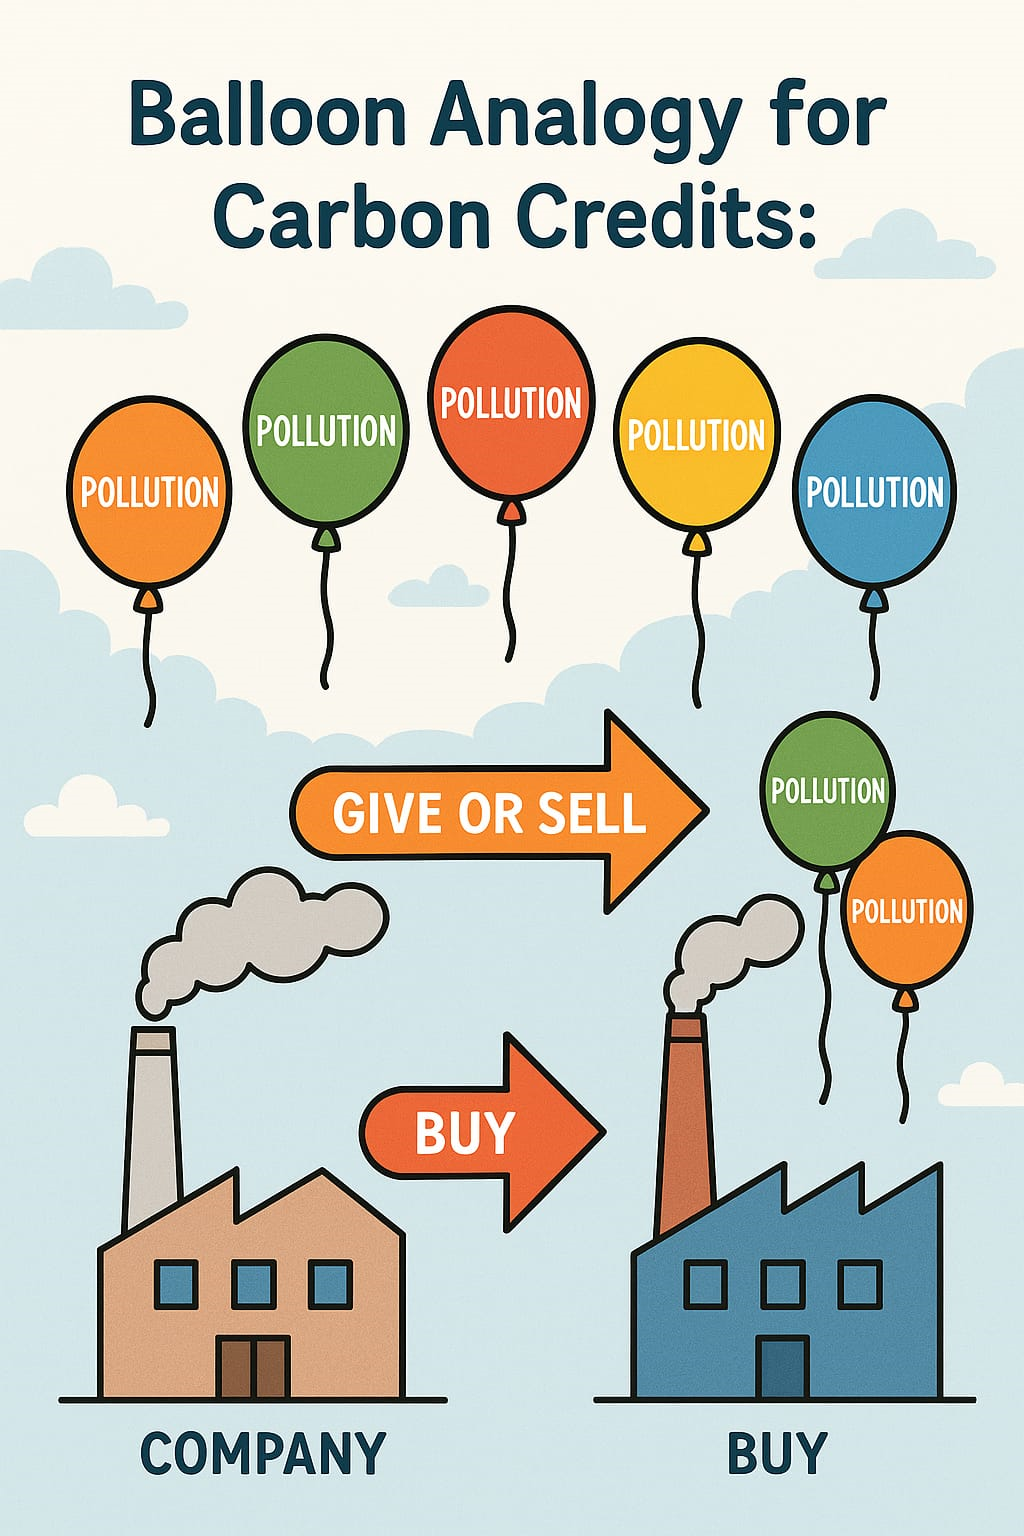 Balloon Analogy for
Carbon Credits:
POLLUTION
POLLUTION
POLLUTION
POLLUTION
POLLUTION
GIVE OR SELL
POLLUTION
POLLUTION
BUY
COMPANY
BUY